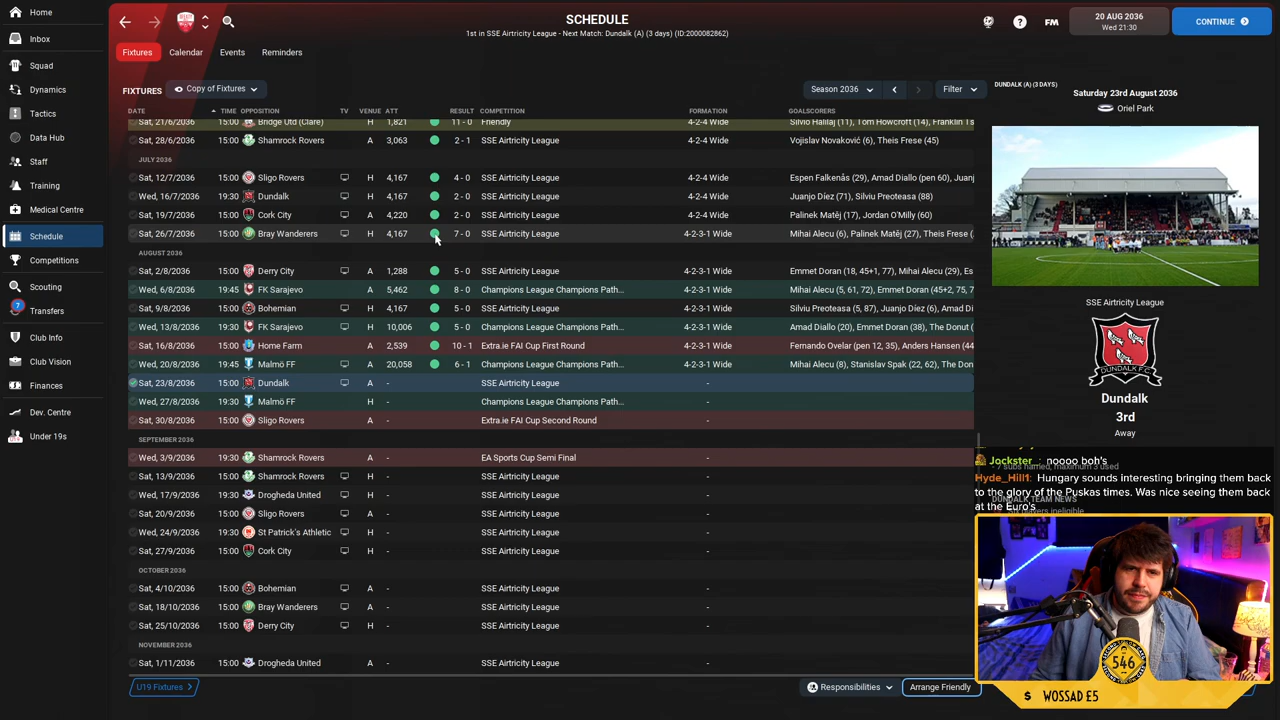 Home
Inbox
Squad
Dynamics
Tactics
Data Hub
Staff
Training
Medical Centre
Schedule
Competitions
Scouting
7
Transfers
Club Info
Club Vision
Finances
Dev. Centre
Under 19s
SCHEDULE
1st in SSE Airtricity League - Next Match: Dundalk (A) (3 days) (ID:2000082862)
FM
20 AUG 2036
Wed 21:30
CONTINUE
Fixtures Calendar Events Reminders
FIXTURES Copy of Fixtures Season 2036 Filter
DATE TIME OPPOSITION TV VENUE ATT RESULT COMPETITION FORMATION GOALSCORERS
Sat, 21/6/2036 15:00 Bridge Utd (Clare) H 1,821 11 - 0 Friendly 4-2-4 Wide Silvio Halilaj (11), Tom Howcroft (14), Franklin
Sat, 28/6/2036 15:00 Shamrock Rovers A 3,063 2 - 1 SSE Airtricity League 4-2-4 Wide Vojislav Novaković (6), Theis Frese (45)
JULY 2036
Sat, 12/7/2036 15:00 Sligo Rovers H 4,167 4 - 0 SSE Airtricity League 4-2-4 Wide Espen Falkenås (29), Amad Diallo (pen 60), Juanj
Wed, 16/7/2036 19:30 Dundalk H 4,167 2 - 0 SSE Airtricity League 4-2-4 Wide Juanjo Díez (71), Silviu Preoteasa (88)
Sat, 19/7/2036 15:00 Cork City A 4,220 2 - 0 SSE Airtricity League 4-2-4 Wide Palinek Matěj (17), Jordan O'Milly (60)
Sat, 26/7/2036 15:00 Bray Wanderers H 4,167 7 - 0 SSE Airtricity League 4-2-3-1 Wide Mihai Alecu (6), Palinek Matěj (27), Theis Frese (
AUGUST 2036
Sat, 2/8/2036 15:00 Derry City A 1,288 5 - 0 SSE Airtricity League 4-2-3-1 Wide Emmet Doran (18, 45+1, 77), Mihai Alecu (29), Es
Wed, 6/8/2036 19:45 FK Sarajevo A 5,462 8 - 0 Champions League Champions Path... 4-2-3-1 Wide Mihai Alecu (5, 61, 72), Emmet Doran (45+2, 75, 7
Sat, 9/8/2036 15:00 Bohemian H 4,167 5 - 0 SSE Airtricity League 4-2-3-1 Wide Silviu Preoteasa (5, 87), Juanjo Díez (6), Amad Di
Wed, 13/8/2036 19:30 FK Sarajevo H 10,006 5 - 0 Champions League Champions Path... 4-2-3-1 Wide Amad Diallo (20), Emmet Doran (38), The Donut (
Sat, 16/8/2036 15:00 Home Farm A 2,539 10 - 1 Extra.ie FAI Cup First Round 4-2-3-1 Wide Fernando Ovelar (pen 12, 35), Anders Hansen (44
Wed, 20/8/2036 19:45 Malmö FF A 20,058 6 - 1 Champions League Champions Path... 4-2-3-1 Wide Mihai Alecu (8), Stanislav Spak (22, 62), The Don
Sat, 23/8/2036 15:00 Dundalk A - SSE Airtricity League -
Wed, 27/8/2036 19:30 Malmö FF H - Champions League Champions Path... -
Sat, 30/8/2036 15:00 Sligo Rovers A - Extra.ie FAI Cup Second Round -
SEPTEMBER 2036
Wed, 3/9/2036 19:30 Shamrock Rovers A - EA Sports Cup Semi Final -
Sat, 13/9/2036 15:00 Shamrock Rovers H - SSE Airtricity League -
Wed, 17/9/2036 19:30 Drogheda United H - SSE Airtricity League -
Sat, 20/9/2036 15:00 Sligo Rovers A - SSE Airtricity League -
Wed, 24/9/2036 19:30 St Patrick's Athletic H - SSE Airtricity League -
Sat, 27/9/2036 15:00 Cork City H - SSE Airtricity League -
OCTOBER 2036
Sat, 4/10/2036 15:00 Bohemian A - SSE Airtricity League -
Sat, 18/10/2036 15:00 Bray Wanderers A - SSE Airtricity League -
Sat, 25/10/2036 15:00 Derry City H - SSE Airtricity League -
NOVEMBER 2036
Sat, 1/11/2036 15:00 Drogheda United A - SSE Airtricity League -
U19 Fixtures
Responsibilities
Arrange Friendly
DUNDALK (A) (3 DAYS)
Saturday 23rd August 2036
Oriel Park
SSE Airtricity League
DUNDALK F.C.
Dundalk
3rd
Away
Jackster_: noooo boh's
- 7 subs named, maximum 3 used
Hyde_Hill1: Hungary sounds interesting bringing them back
to the glory of the Puskas times. Was nice seeing them back
DUNDALK TEAM NEWS
at the Euro's
players ineligible
546
$ WOSSAD £5